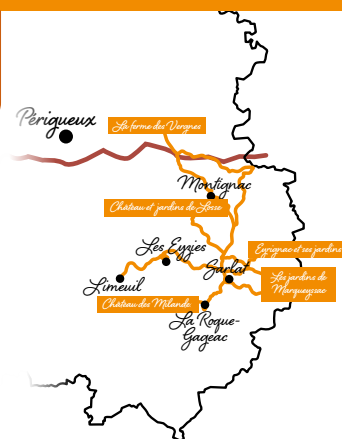 Périgueux
La ferme des Vergnes
Montignac
Château et jardins de Losse
Les Eyzies
Eyrignac et ses jardins
Sarlat
Les jardins de
Marqueyssac
Limeuil
Château des Milande
La Roque-
Gageac